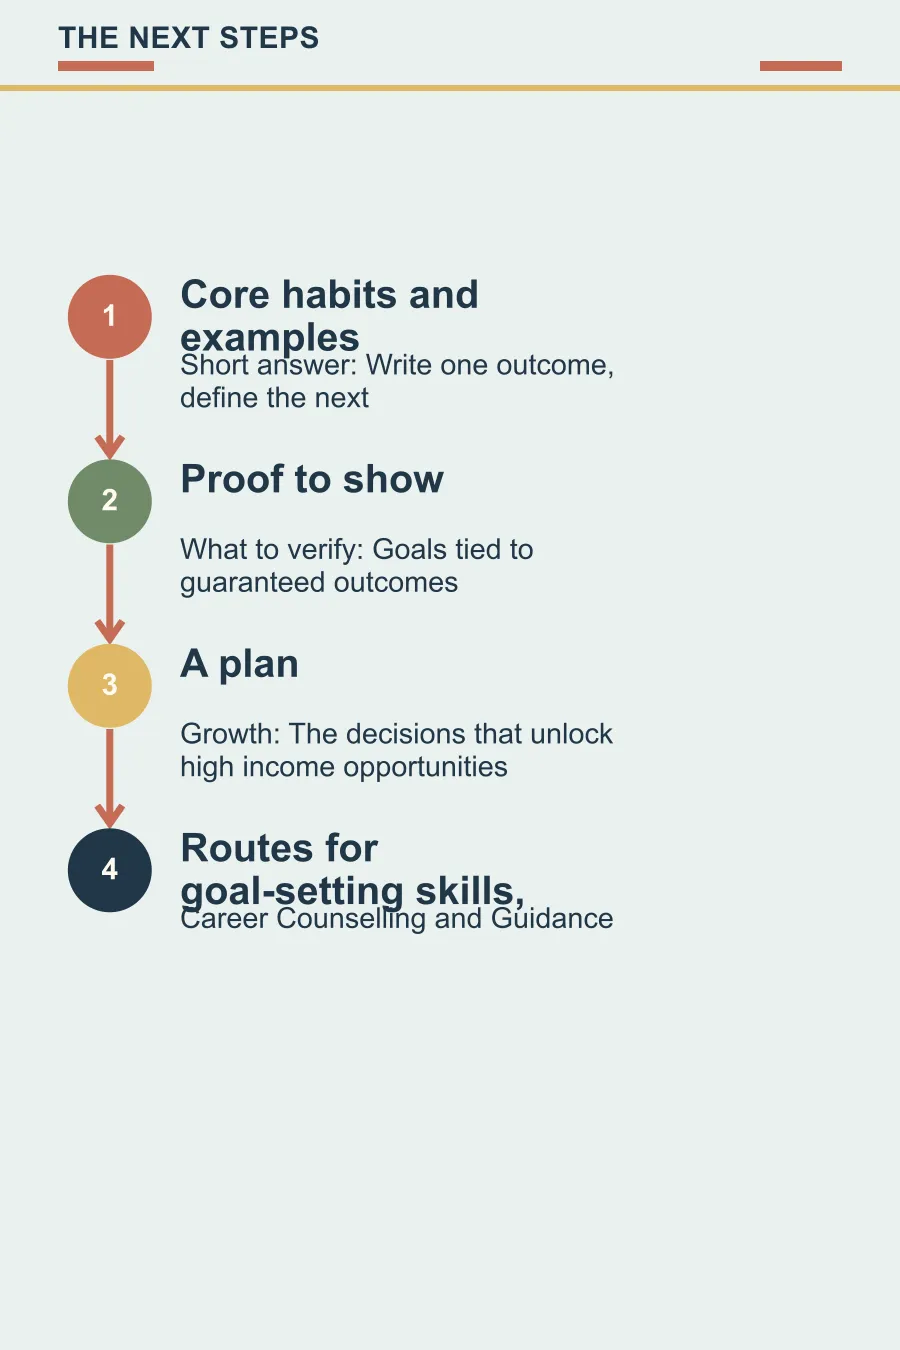 THE NEXT STEPS
1
Core habits and
examples
Short answer: Write one outcome,
define the next
2
Proof to show
What to verify: Goals tied to
guaranteed outcomes
3
A plan
Growth: The decisions that unlock
high income opportunities
4
Routes for
goal-setting skills,
Career Counselling and Guidance